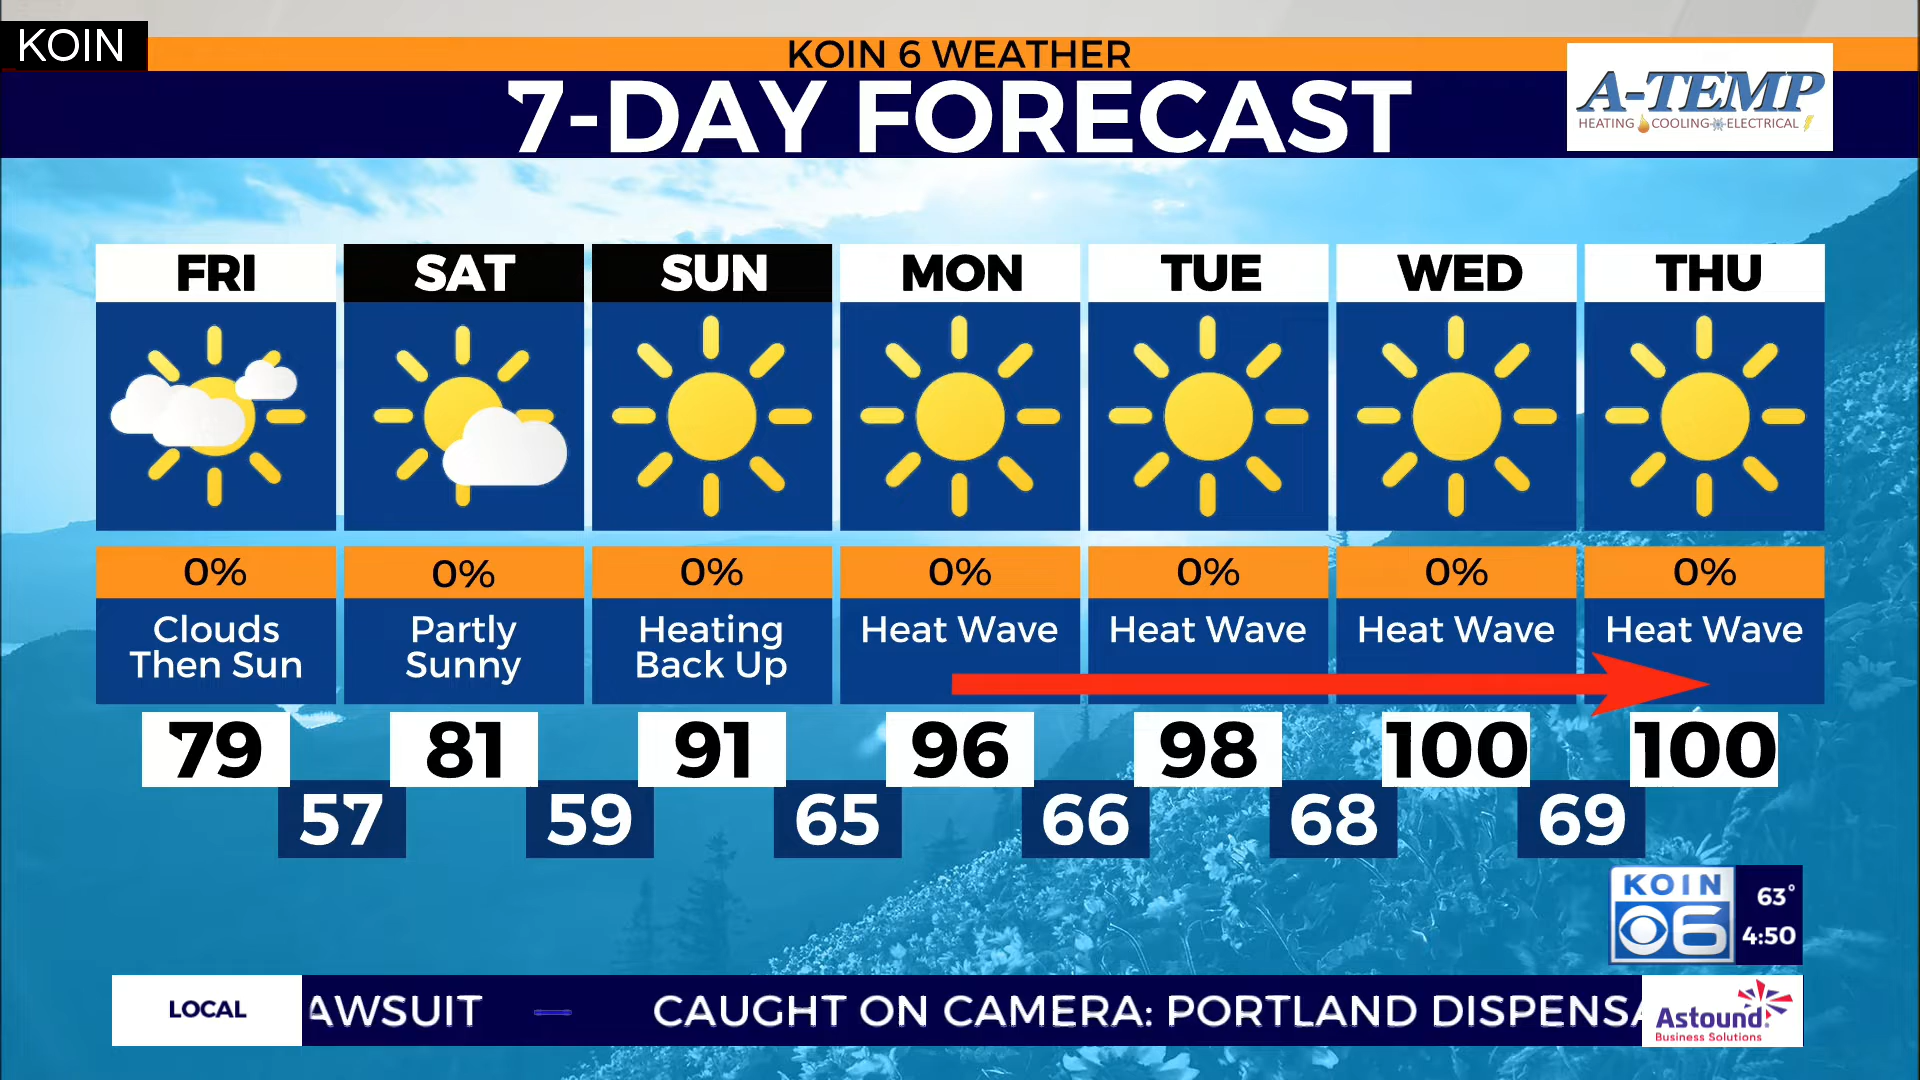 KOIN
KOIN 6 WEATHER
7-DAY FORECAST
A-TEMP
HEATING COOLING ELECTRICAL
FRI SAT SUN MON TUE WED THU
0% 0% 0% 0% 0% 0% 0%
Clouds Then Sun
Partly Sunny
Heating Back Up
Heat Wave
Heat Wave
Heat Wave
Heat Wave
79 81 91 96 98 100 100
57 59 65 66 68 69
KOIN 6
63°
4:50
LOCAL
AWSUIT — CAUGHT ON CAMERA: PORTLAND DISPENSA
Astound
Business Solutions